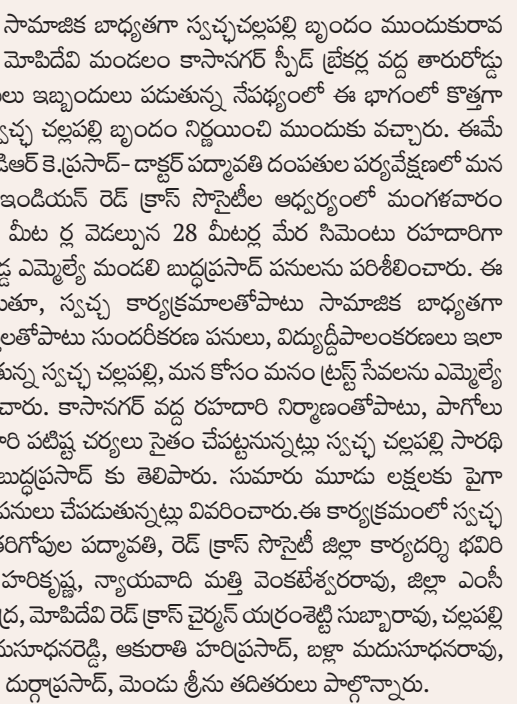 సామాజిక బాధ్యతగా స్వచ్ఛచల్లపల్లి బృందం ముందుకురావ
మోపిదేవి మండలం కాసానగర్ స్పీడ్ బ్రేకర్ల వద్ద తారురోడ్డు
లు ఇబ్బందులు పడుతున్న నేపథ్యంలో ఈ భాగంలో కొత్తగా
చల్లపల్లి బృందం నిర్ణయించి ముందుకు వచ్చారు. ఈమే
కె.ప్రసాద్- డాక్టర్ పద్మావతి దంపతుల పర్యవేక్షణలో మన
ఇండియన్ రెడ్ క్రాస్ సొసైటీల ఆధ్వర్యంలో మంగళవారం
మీట ర్ల వెడల్పున 28 మీటర్ల మేర సిమెంటు రహదారిగా
ఎమ్మెల్యే మండలి బుద్ధప్రసాద్ పనులను పరిశీలించారు. ఈ
తూ, స్వచ్ఛ కార్యక్రమాలతోపాటు సామాజిక బాధ్యతగా
లతోపాటు సుందరీకరణ పనులు, విద్యుద్దీపాలంకరణలు ఇలా
తున్న స్వచ్ఛ చల్లపల్లి, మన కోసం మనం ట్రస్ట్ సేవలను ఎమ్మెల్యే
చారు. కాసానగర్ వద్ద రహదారి నిర్మాణంతోపాటు, పాగోలు
రి పటిష్ట చర్యలు సైతం చేపట్టనున్నట్లు స్వచ్ఛ చల్లపల్లి సారథి
బుద్ధప్రసాద్ కు తెలిపారు. సుమారు మూడు లక్షలకు పైగా
పనులు చేపడుతున్నట్లు వివరించారు.ఈ కార్యక్రమంలో స్వచ్ఛ
తరిగోపుల పద్మావతి, రెడ్ క్రాస్ సొసైటీ జిల్లా కార్యదర్శి భవిరి
హరికృష్ణ, న్యాయవాది మత్తి వెంకటేశ్వరరావు, జిల్లా ఎంసీ
ద్ర, మోపిదేవి రెడ్ క్రాస్ చైర్మన్ యర్రంశెట్టి సుబ్బారావు, చల్లపల్లి
సూధనరెడ్డి, ఆకురాతి హరిప్రసాద్, బళ్లా మదుసూధనరావు,
దుర్గాప్రసాద్, మెండు శ్రీను తదితరులు పాల్గొన్నారు.